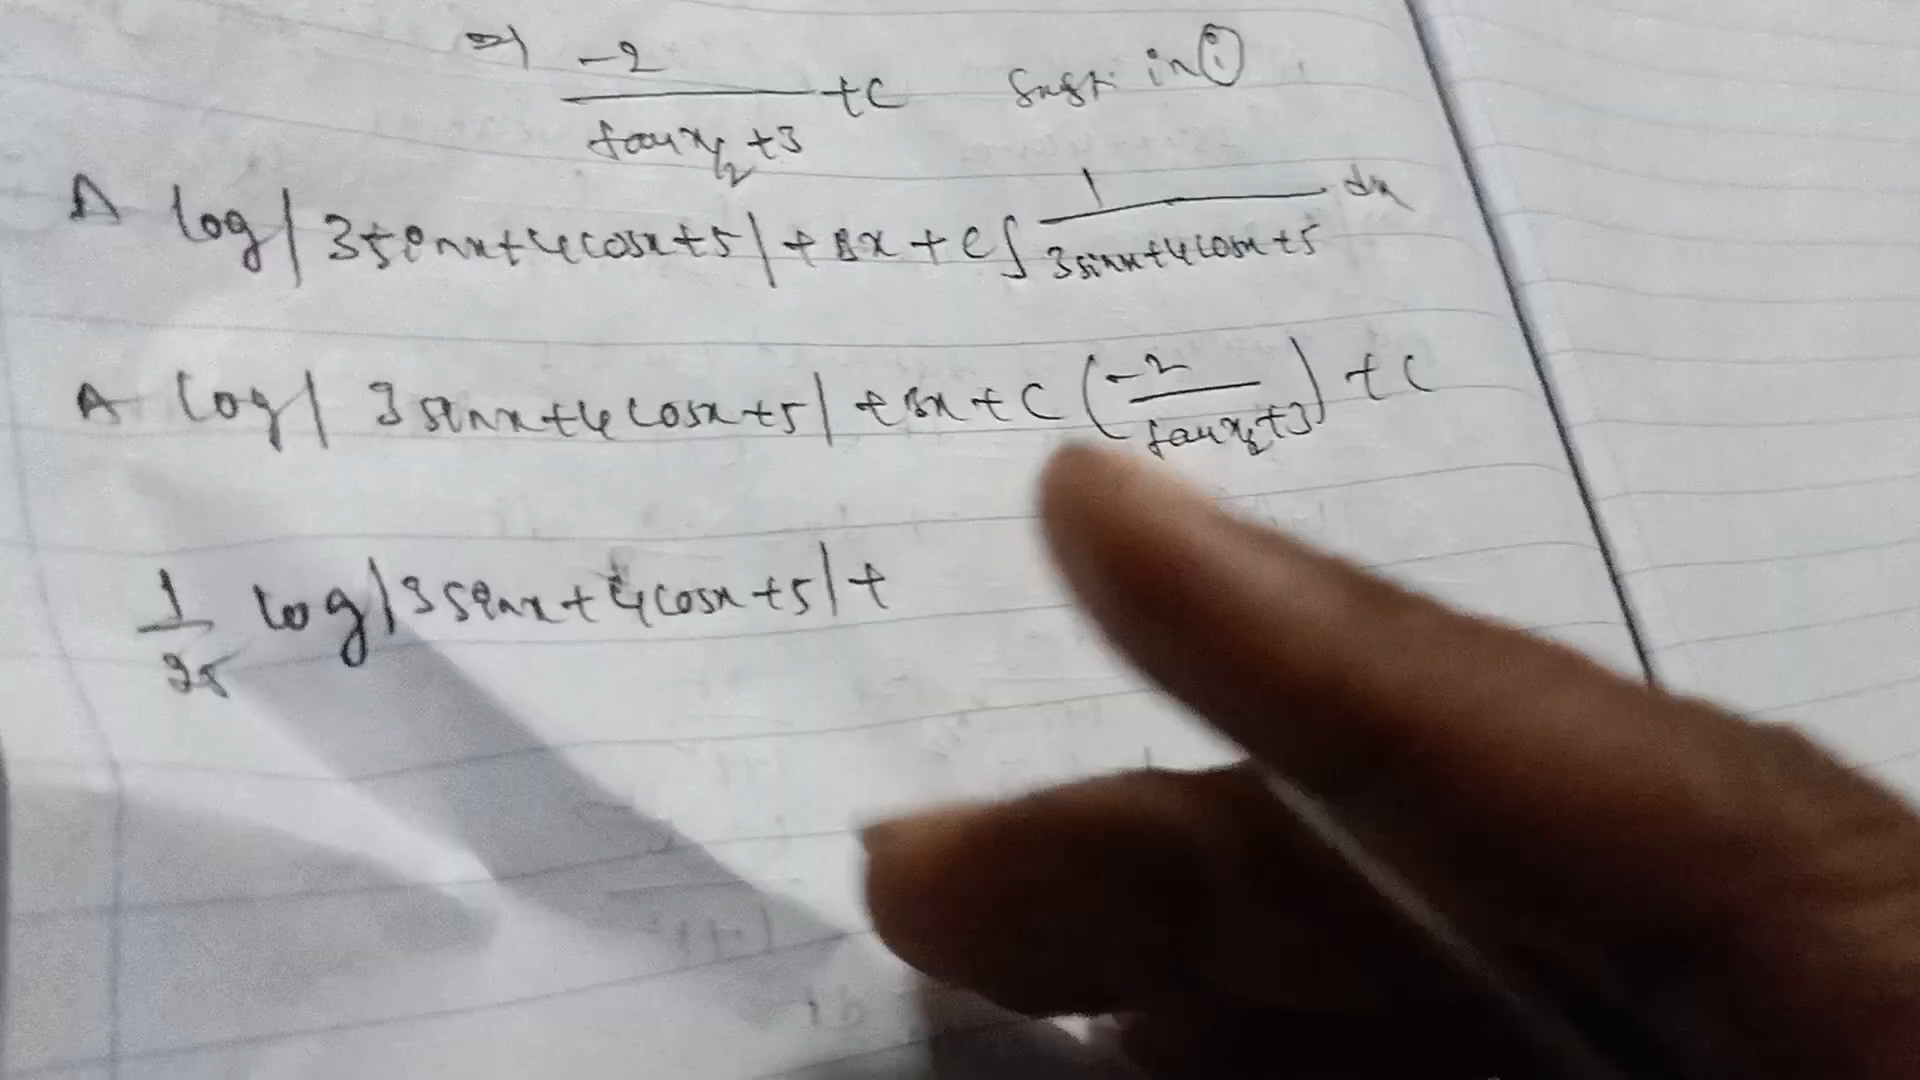 ⇒ -2/(tan x/2 + 3) + C Subt. in ①
A log|3sinx+4cosx+5| + Bx + C∫ 1/(3sinx+4cosx+5) dx
A log|3sinx+4cosx+5| + Bx + C (-2/(tan x/2 + 3)) + C
1/25 log|3sinx+4cosx+5| +